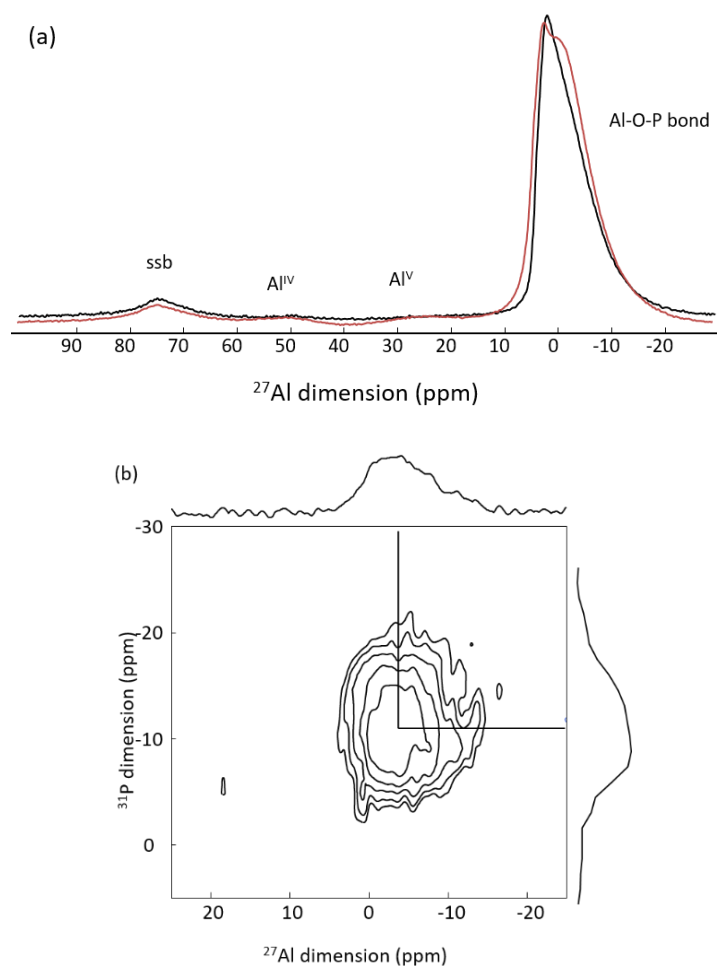 (a)
Al-O-P bond
ssb
Al^IV
Al^V
90 80 70 60 50 40 30 20 10 0 -10 -20
^27Al dimension (ppm)
(b)
-30
-20
-10
0
^31P dimension (ppm)
20 10 0 -10 -20
^27Al dimension (ppm)